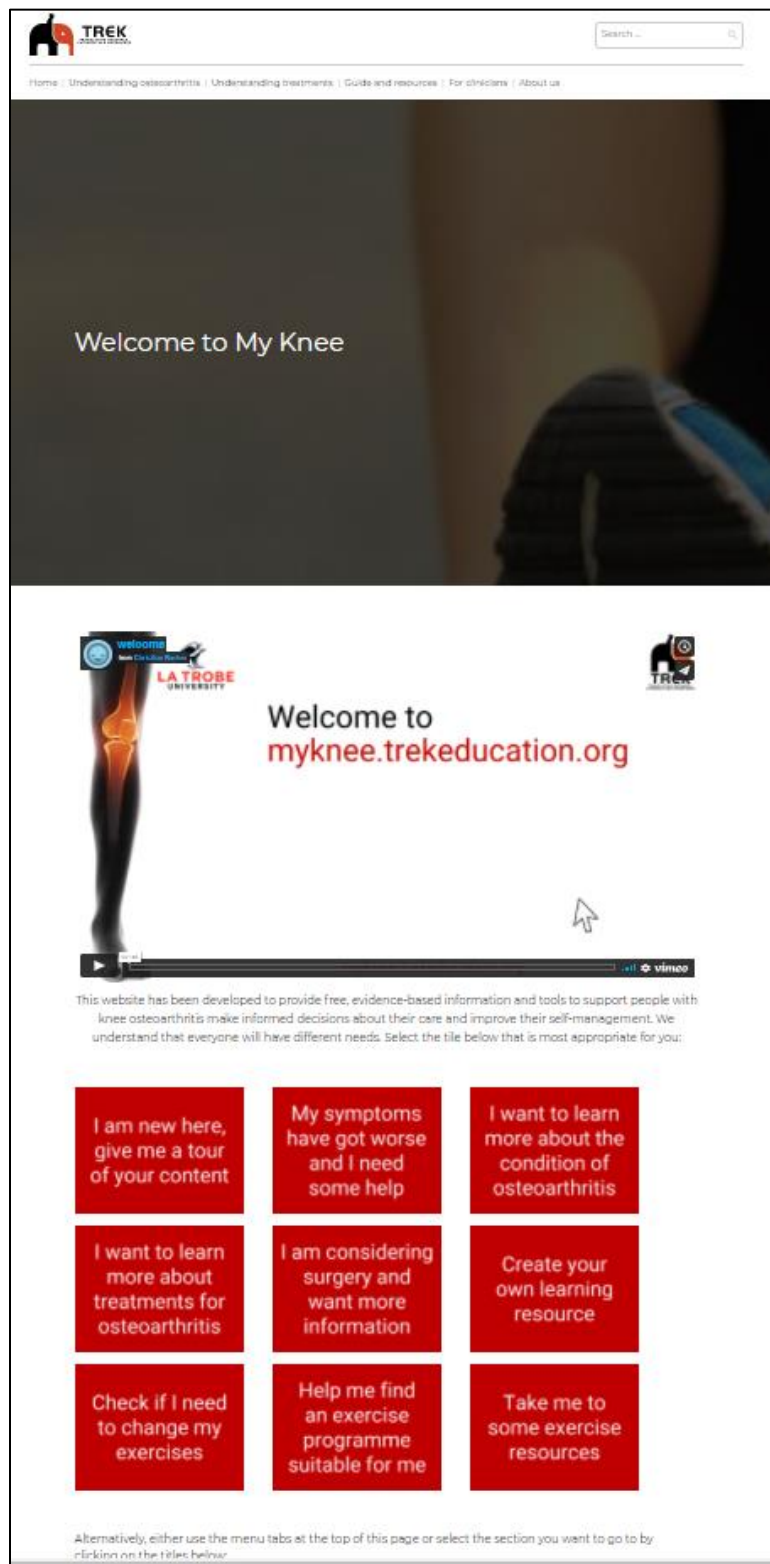 TREK
Search ...
Home | Understanding osteoarthritis | Understanding treatments | Guide and resources | For clinicians | About us
Welcome to My Knee
welcome
from Christian Barton
LA TROBE
UNIVERSITY
TREK
Welcome to
myknee.trekeducation.org
vimeo
This website has been developed to provide free, evidence-based information and tools to support people with
knee osteoarthritis make informed decisions about their care and improve their self-management. We
understand that everyone will have different needs. Select the tile below that is most appropriate for you:
I am new here,
give me a tour
of your content
My symptoms
have got worse
and I need
some help
I want to learn
more about the
condition of
osteoarthritis
I want to learn
more about
treatments for
osteoarthritis
I am considering
surgery and
want more
information
Create your
own learning
resource
Check if I need
to change my
exercises
Help me find
an exercise
programme
suitable for me
Take me to
some exercise
resources
Alternatively, either use the menu tabs at the top of this page or select the section you want to go to by
clicking on the titles below